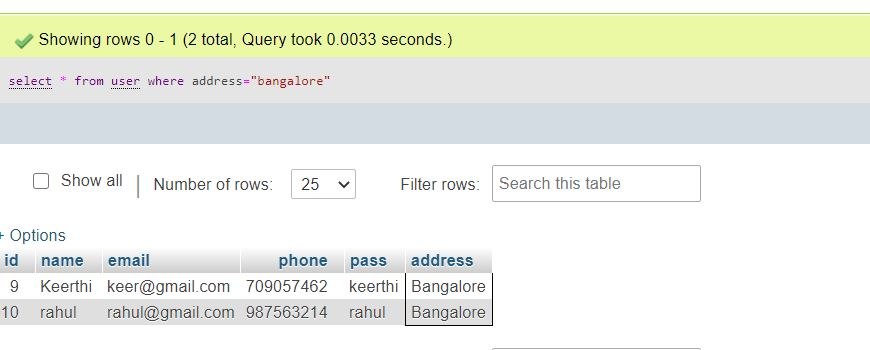 Showing rows 0 - 1 (2 total, Query took 0.0033 seconds.)
select * from user where address="bangalore"
Show all | Number of rows: 25 Filter rows: Search this table
+ Options
id name email phone pass address
9 Keerthi keer@gmail.com 709057462 keerthi Bangalore
10 rahul rahul@gmail.com 987563214 rahul Bangalore